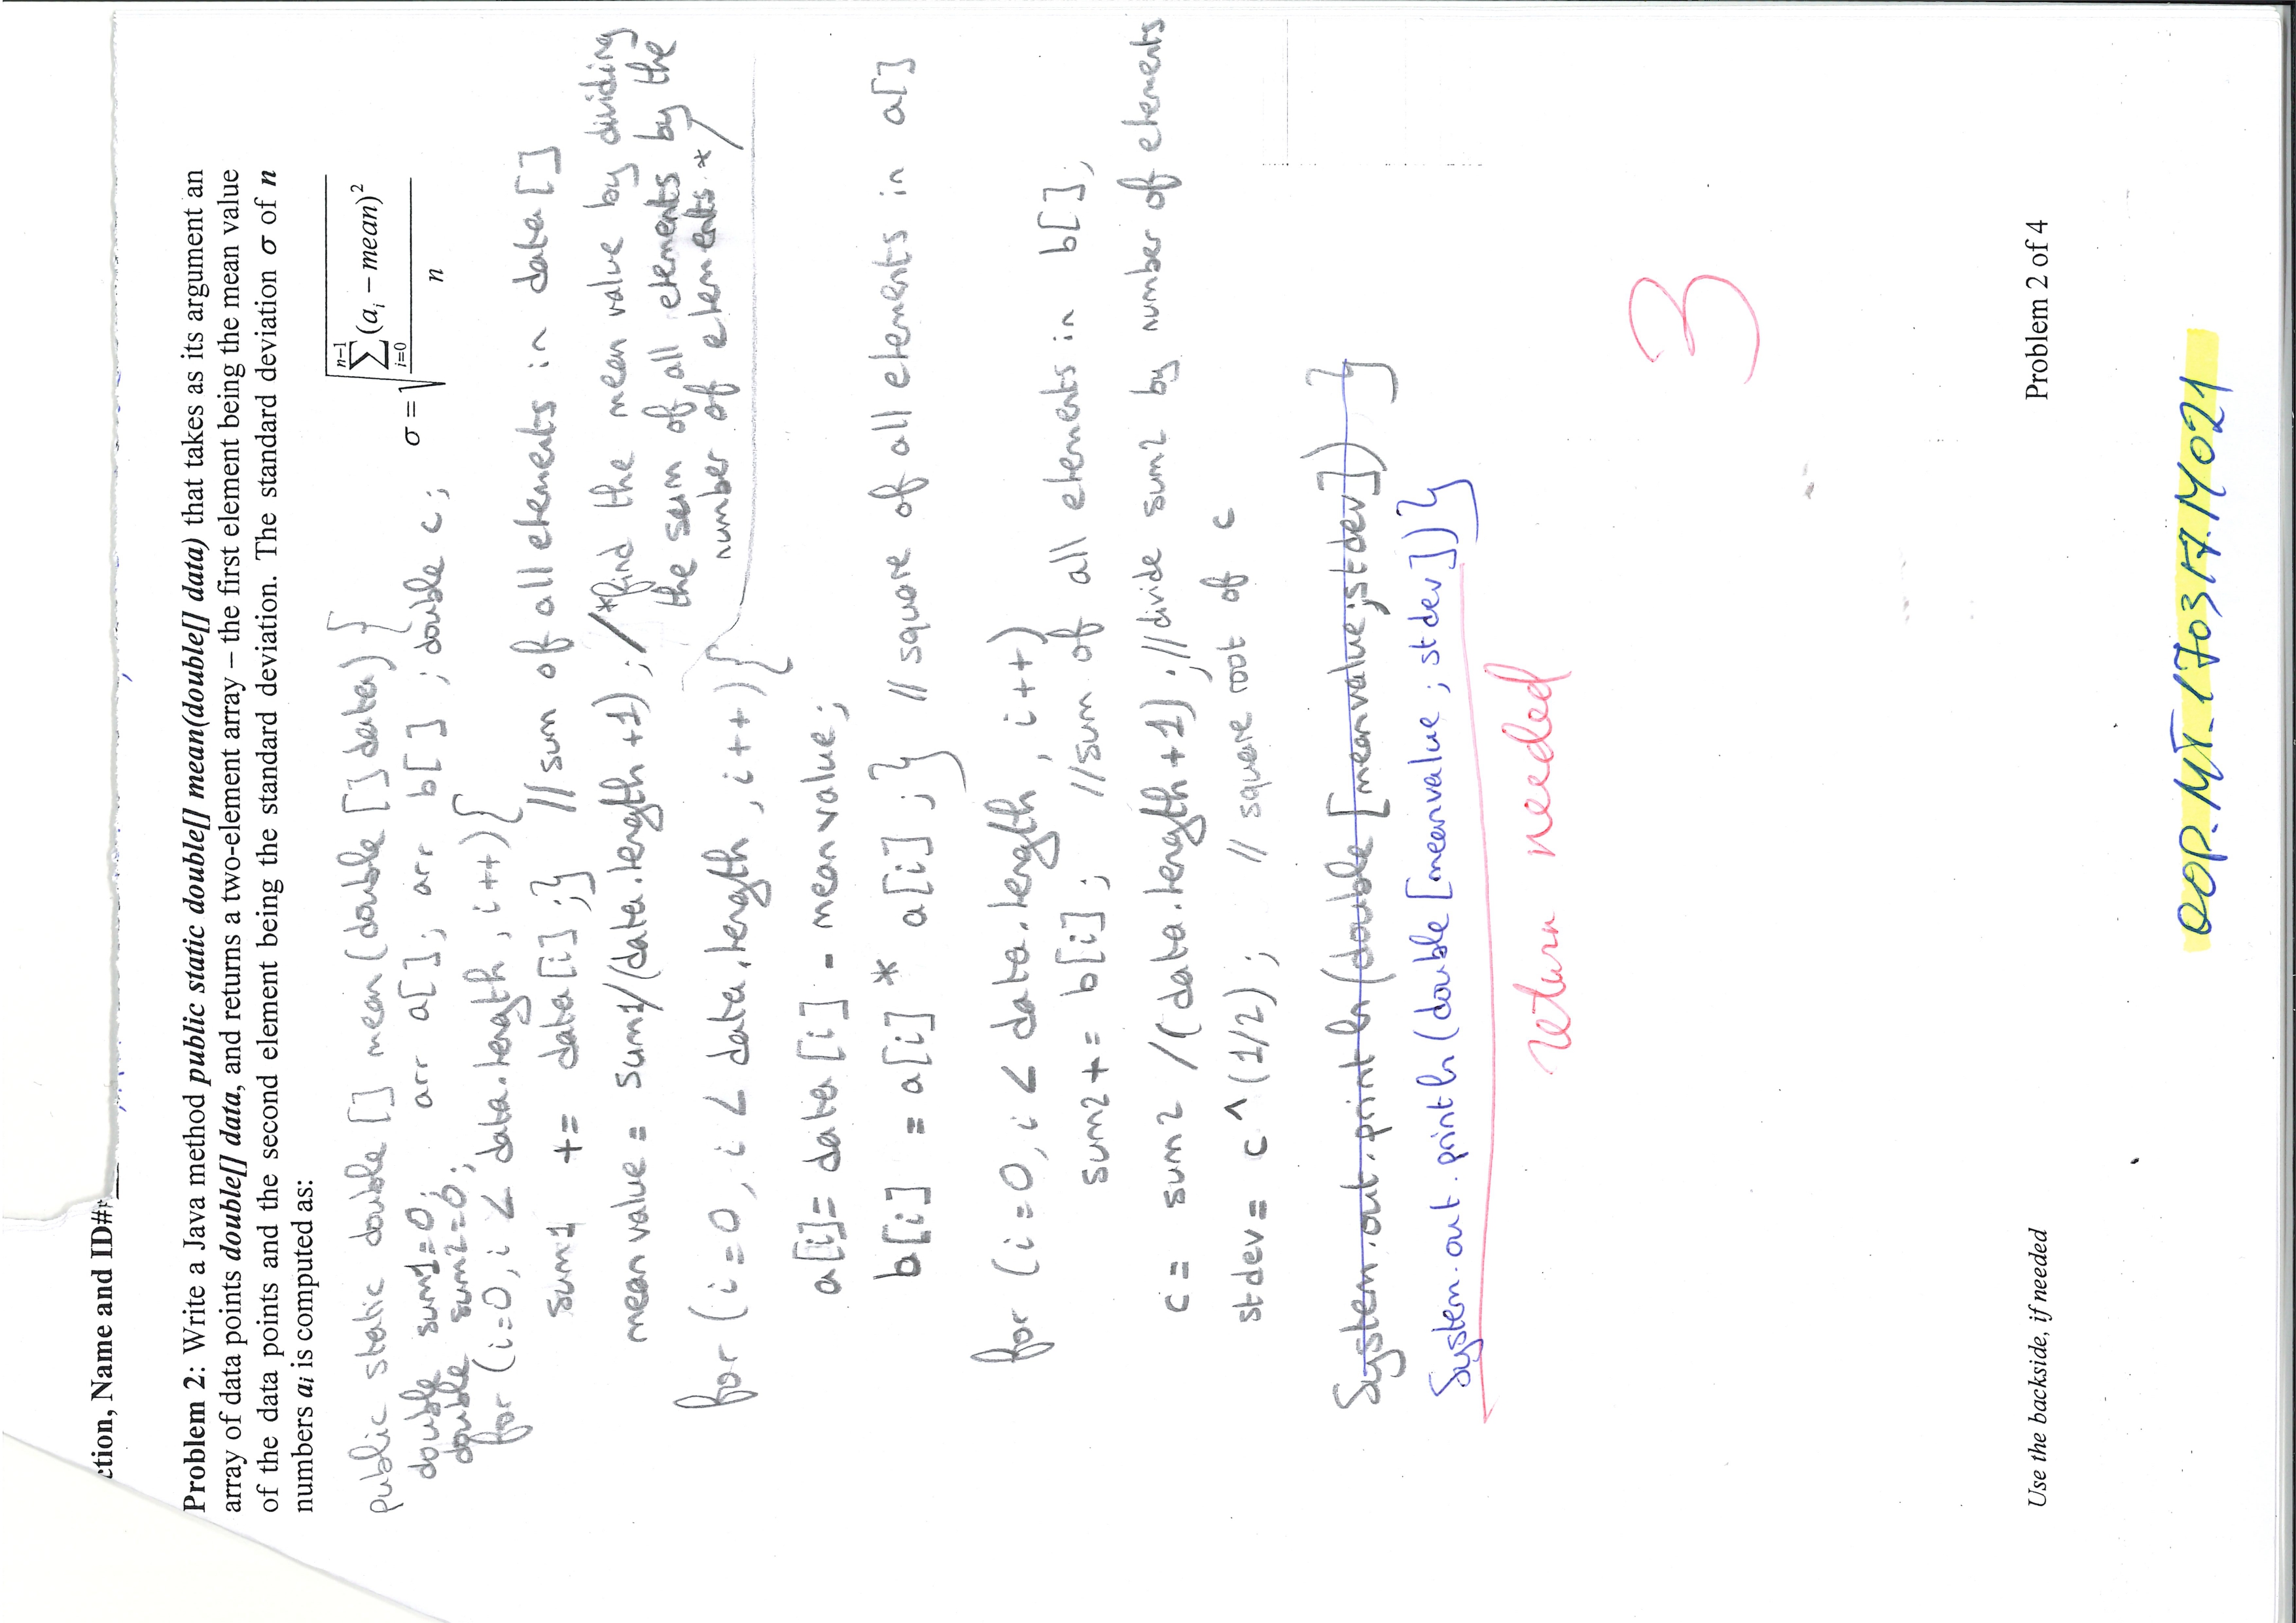 ction, Name and ID#
Problem 2: Write a Java method public static double[] mean(double[] data) that takes as its argument an
array of data points double[] data, and returns a two-element array – the first element being the mean value
of the data points and the second element being the standard deviation. The standard deviation σ of n
numbers ai is computed as:
σ = √(∑_{i=0}^{n−1} (a_i − mean)² / n)
public static double [] mean (double [] data) {
double sum1=0; arr a[]; arr b[] ; double c;
double sum2=0;
for (i=0, i < data.length, i++){
sum1 += data[i];} //sum of all elements in data []
mean value = sum1/(data.length +1) ; /*find the mean value by dividing
the sum of all elements by the
number of elements */
for (i=0, i < data.length, i++){
a[i]= data [i] - meanvalue;
b[i] = a[i] * a[i] ;} // square of all elements in a[]
for (i=0, i < data.length, i++)
sum2 += b[i] ; //sum of all elements in b[];
c= sum2 /(data.length+1) ;//divide sum2 by number of elements
stdev= c^(1/2) ; // square root of c
System.out.println(double [meanvalue;stdev]) }
System.out.println(double [meanvalue ; stdev])}
return needed
3
Use the backside, if needed
Problem 2 of 4
OOP.MT.170317.M021